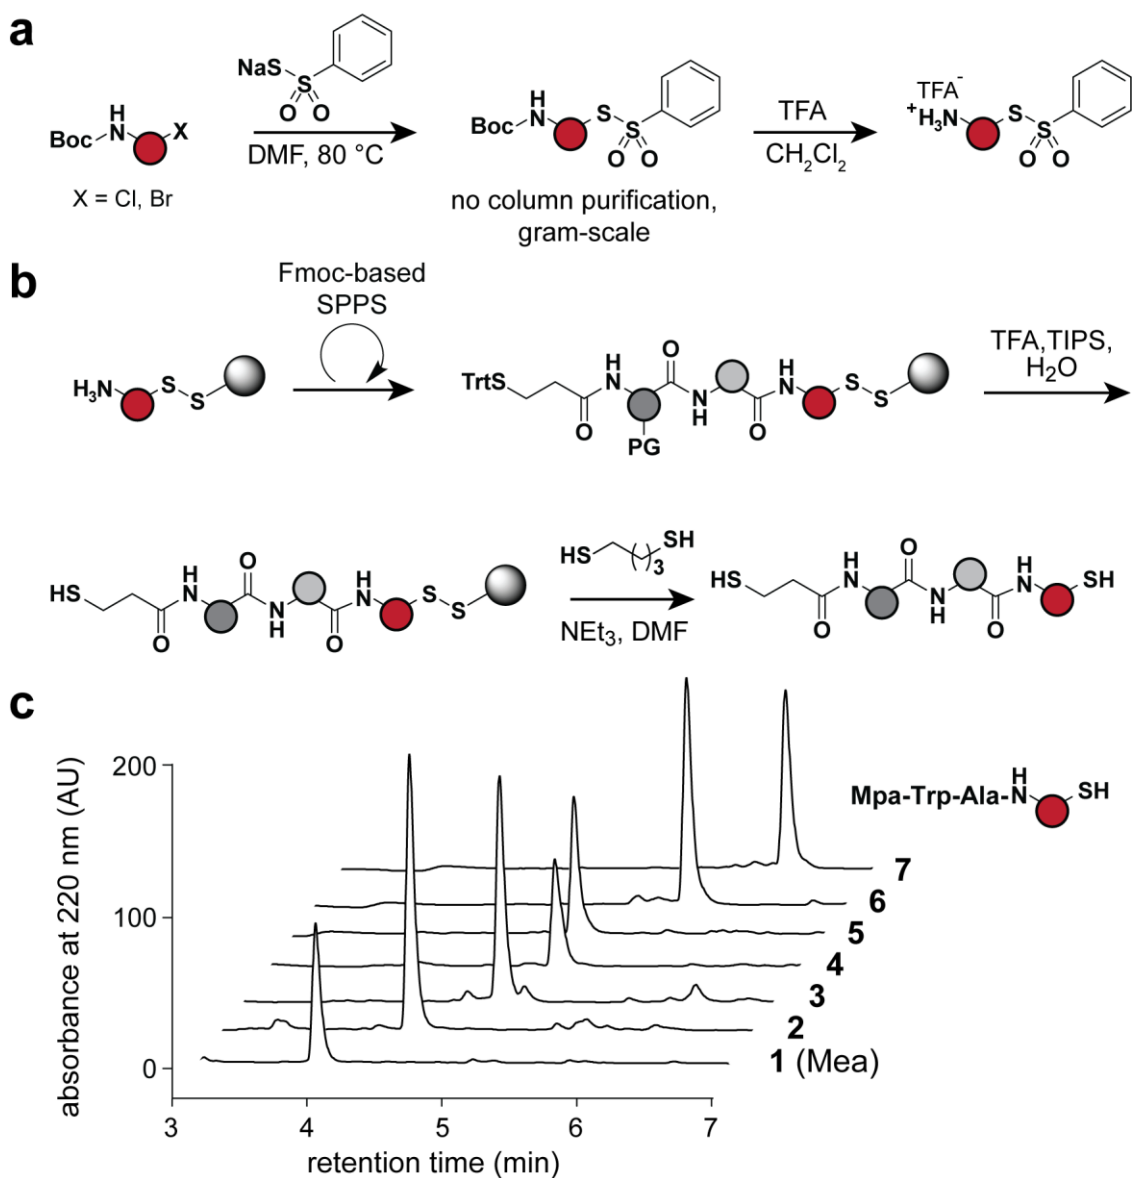 a
NaS
S
O O
H
Boc N X
X = Cl, Br
DMF, 80 °C
H
Boc N S S
O O
no column purification,
gram-scale
TFA
CH2Cl2
TFA-
+H3N S S
O O
b
Fmoc-based
SPPS
H3N S S
TrtS O H N PG O N H O H N S S
TFA,TIPS,
H2O
HS O H N O N H O H N S S
HS ( )3 SH
NEt3, DMF
HS O H N O N H O H N SH
c
absorbance at 220 nm (AU)
200
100
0
3 4 5 6 7
retention time (min)
Mpa-Trp-Ala-N H SH
7
6
5
4
3
2
1 (Mea)